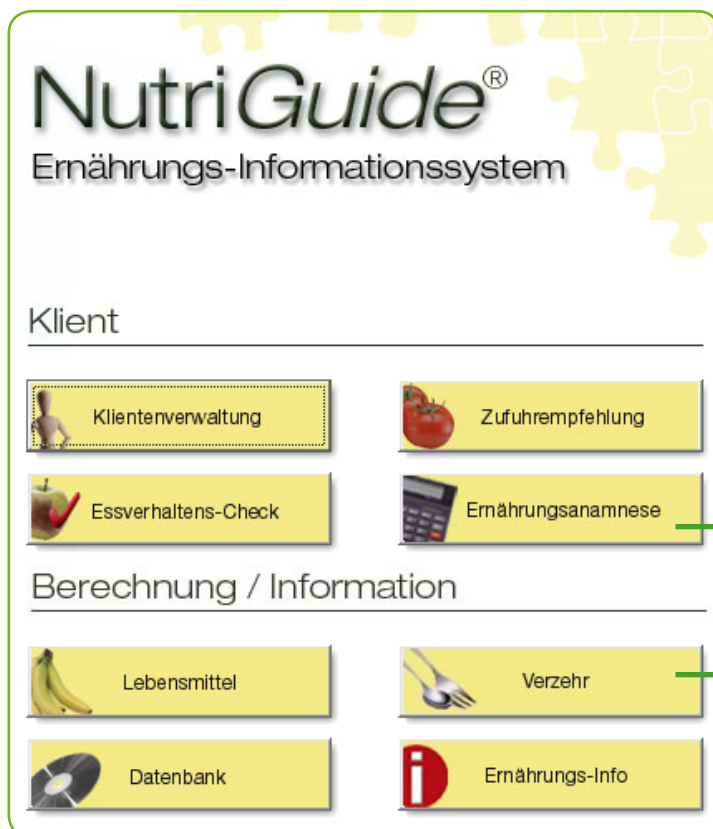 NutriGuide®
Ernährungs-Informationssystem
Klient
Klientenverwaltung
Zufuhrempfehlung
Essverhaltens-Check
Ernährungsanamnese
Berechnung / Information
Lebensmittel
Verzehr
Datenbank
Ernährungs-Info